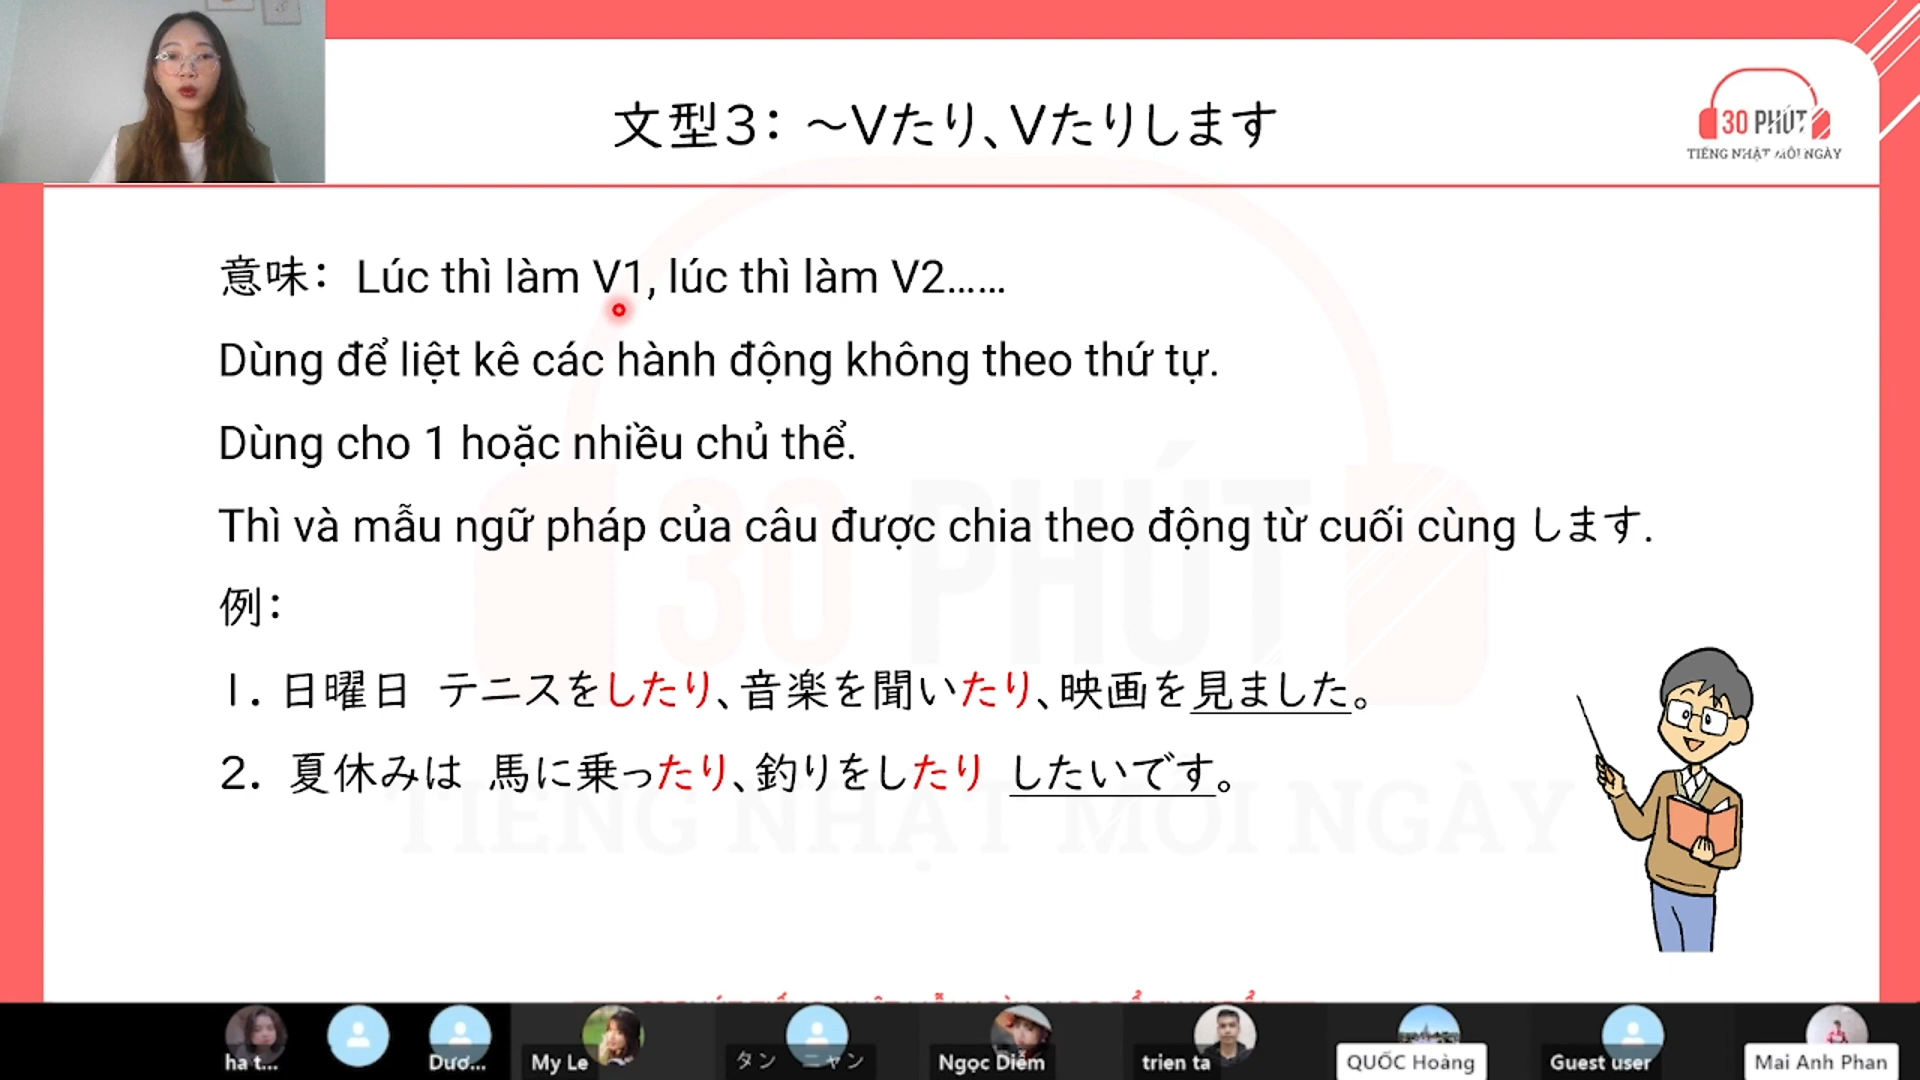 文型3：～Vたり、Vたりします
30 PHÚT
TIẾNG NHẬT MỖI NGÀY
意味： Lúc thì làm V1, lúc thì làm V2......
Dùng để liệt kê các hành động không theo thứ tự.
Dùng cho 1 hoặc nhiều chủ thể.
Thì và mẫu ngữ pháp của câu được chia theo động từ cuối cùng します.
例：
1. 日曜日 テニスをしたり、音楽を聞いたり、映画を見ました。
2. 夏休みは 馬に乗ったり、釣りをしたり したいです。
30 PHÚT
TIẾNG NHẬT MỖI NGÀY
ha t...
Dươ...
My Le
タン ニャン
Ngọc Diễm
trien ta
QUỐC Hoàng
Guest user
Mai Anh Phan